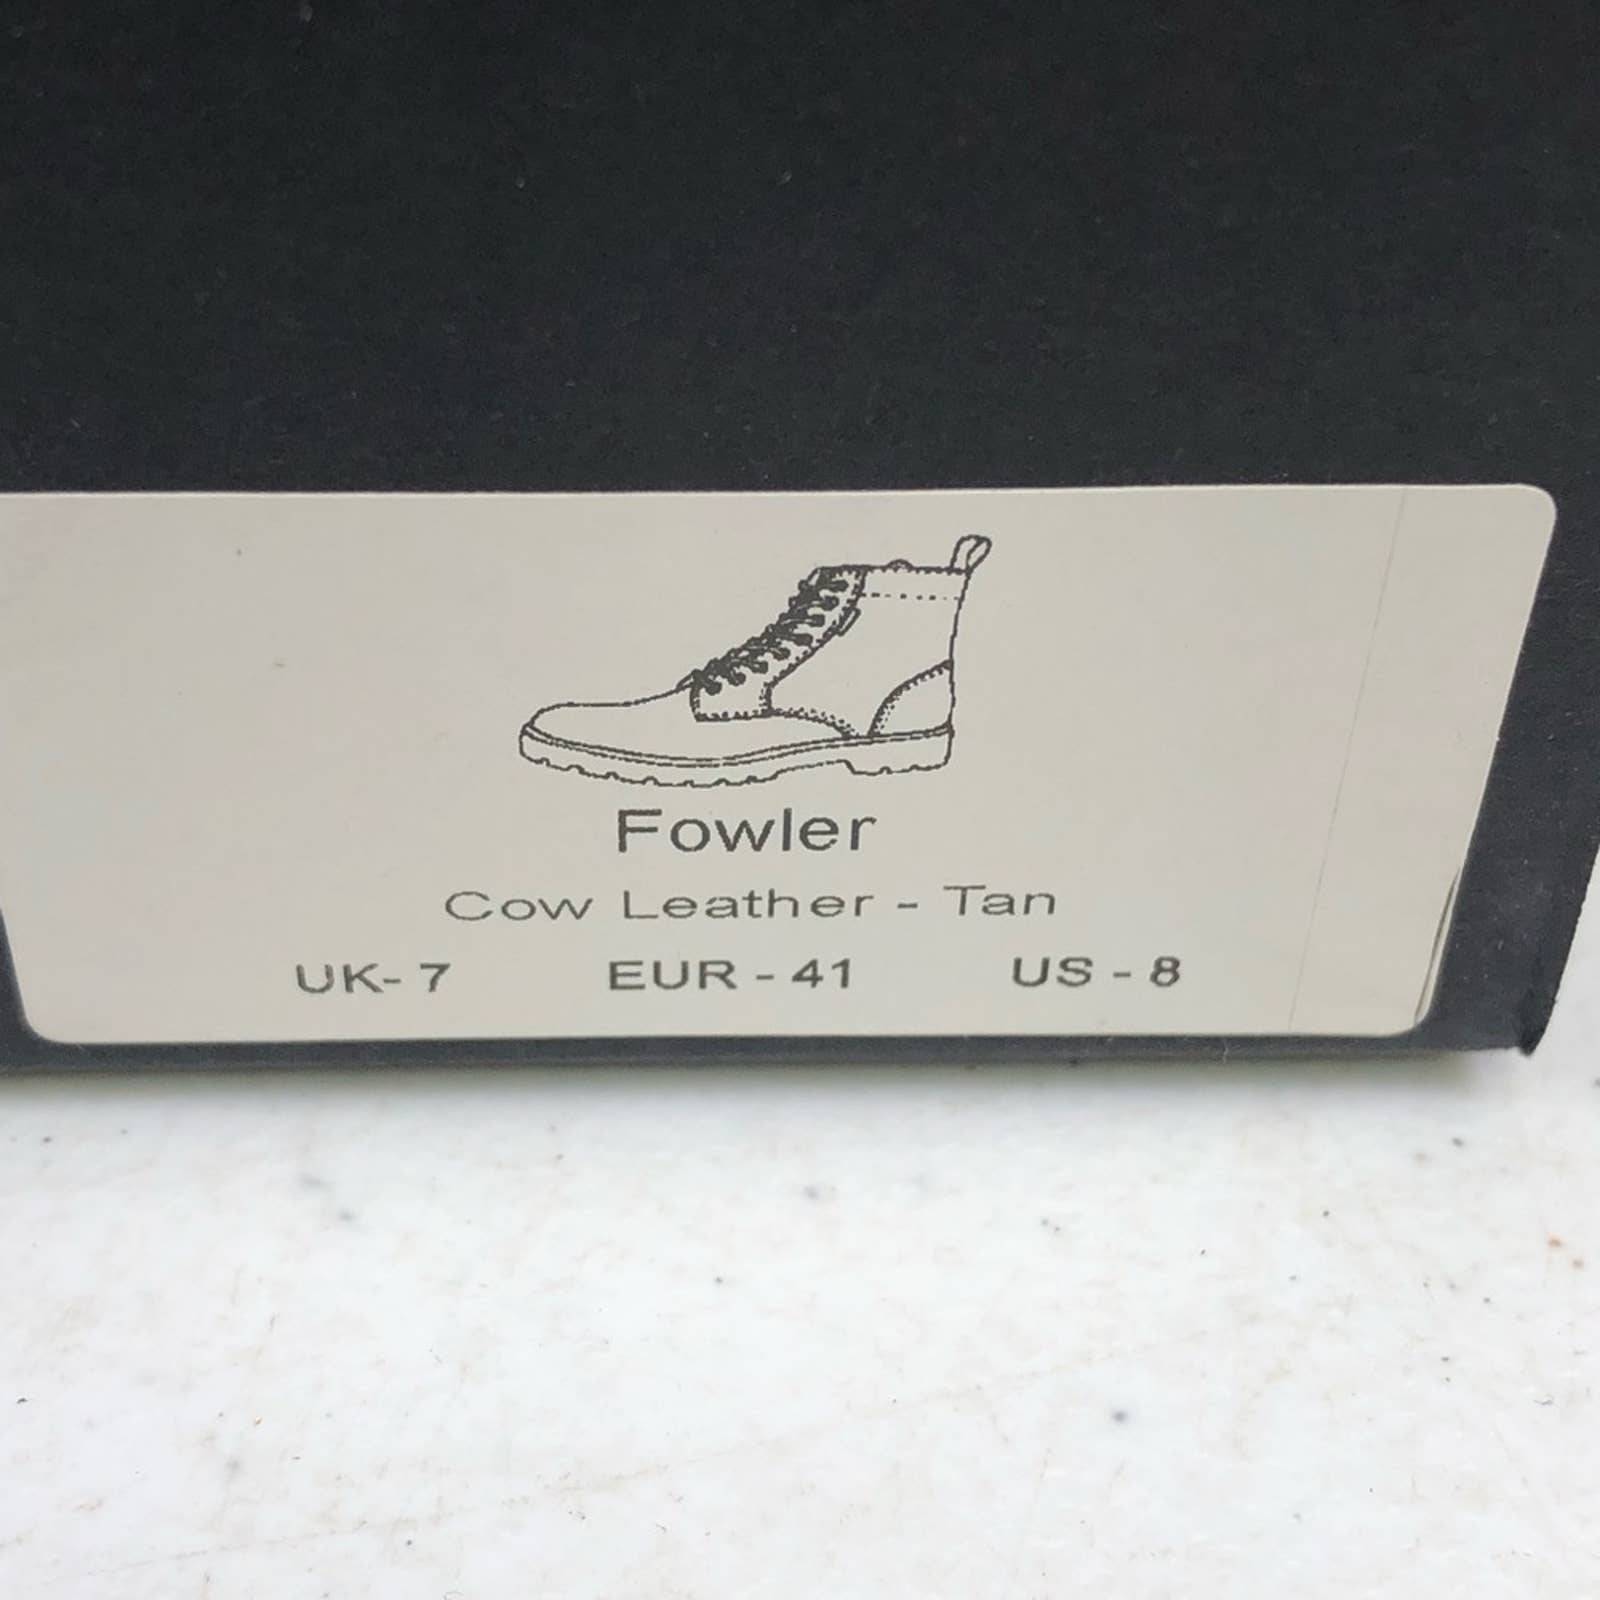 Fowler
Cow Leather - Tan
UK- 7 EUR - 41 US - 8